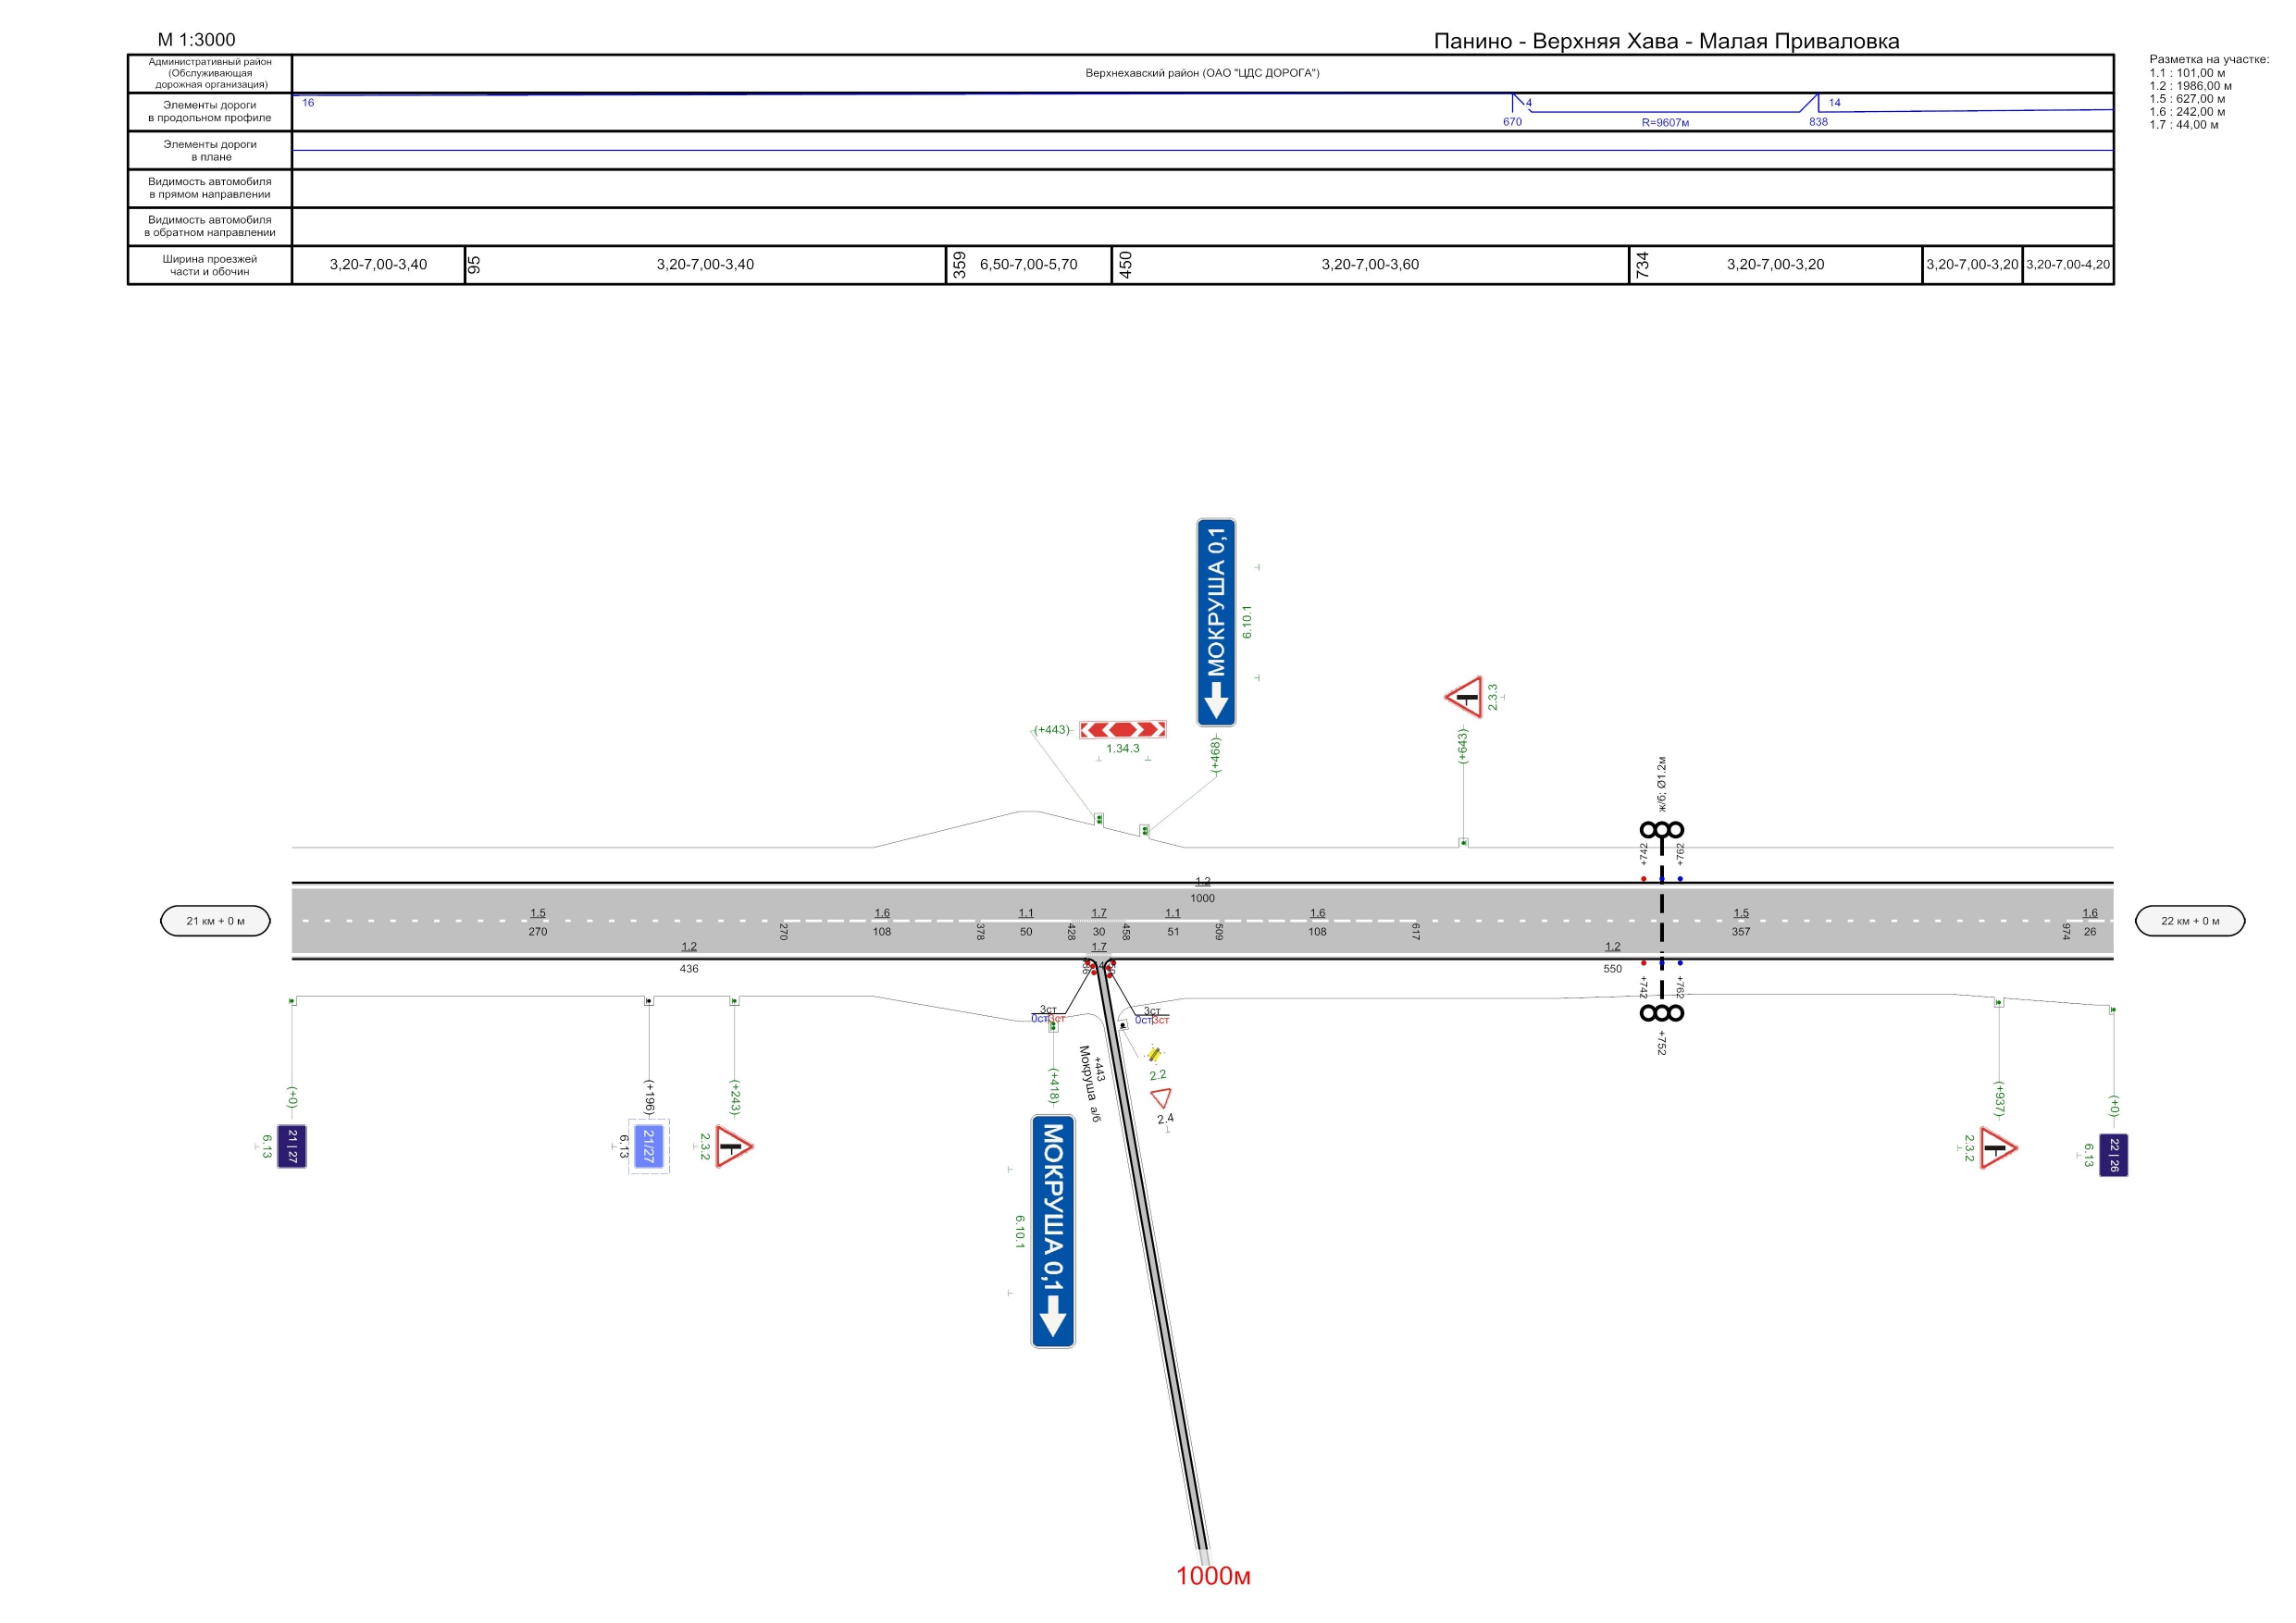 М 1:3000
Панино - Верхняя Хава - Малая Приваловка
Административный район
(Обслуживающая
дорожная организация)
Верхнехавский район (ОАО "ЦДС ДОРОГА")
Элементы дороги
в продольном профиле
16
4
670
R=9607м
838
14
Элементы дороги
в плане
Видимость автомобиля
в прямом направлении
Видимость автомобиля
в обратном направлении
Ширина проезжей
части и обочин
3,20-7,00-3,40
95
3,20-7,00-3,40
359
6,50-7,00-5,70
450
3,20-7,00-3,60
734
3,20-7,00-3,20
3,20-7,00-3,20
3,20-7,00-4,20
Разметка на участке:
1.1 : 101,00 м
1.2 : 1986,00 м
1.5 : 627,00 м
1.6 : 242,00 м
1.7 : 44,00 м
МОКРУША 0,1
6.10.1
(+468)
(+443)
1.34.3
2.3.3
(+643)
ж/б; Ø1.2м
+742
+762
21 км + 0 м
22 км + 0 м
1.2
1000
1.5
270
270
1.6
108
378
1.1
50
428
1.7
30
458
1.1
51
509
1.6
108
617
1.5
357
974
1.6
26
1.2
436
1.7
1.2
550
+742
+762
+752
3ст
0ст
3ст
3ст
0ст
3ст
+443
Мокруша а/б
2.2
2.4
(+0)
6.13
21 | 27
(+196)
6.13
21/27
(+243)
2.3.2
(+418)
6.10.1
МОКРУША 0,1
(+937)
2.3.2
(+0)
6.13
22 | 26
1000м